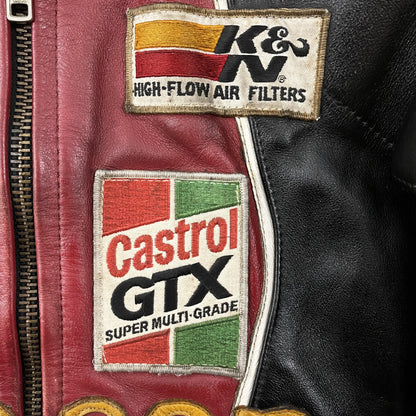 K&N®
HIGH-FLOW AIR FILTERS
Castrol
GTX
SUPER MULTI-GRADE